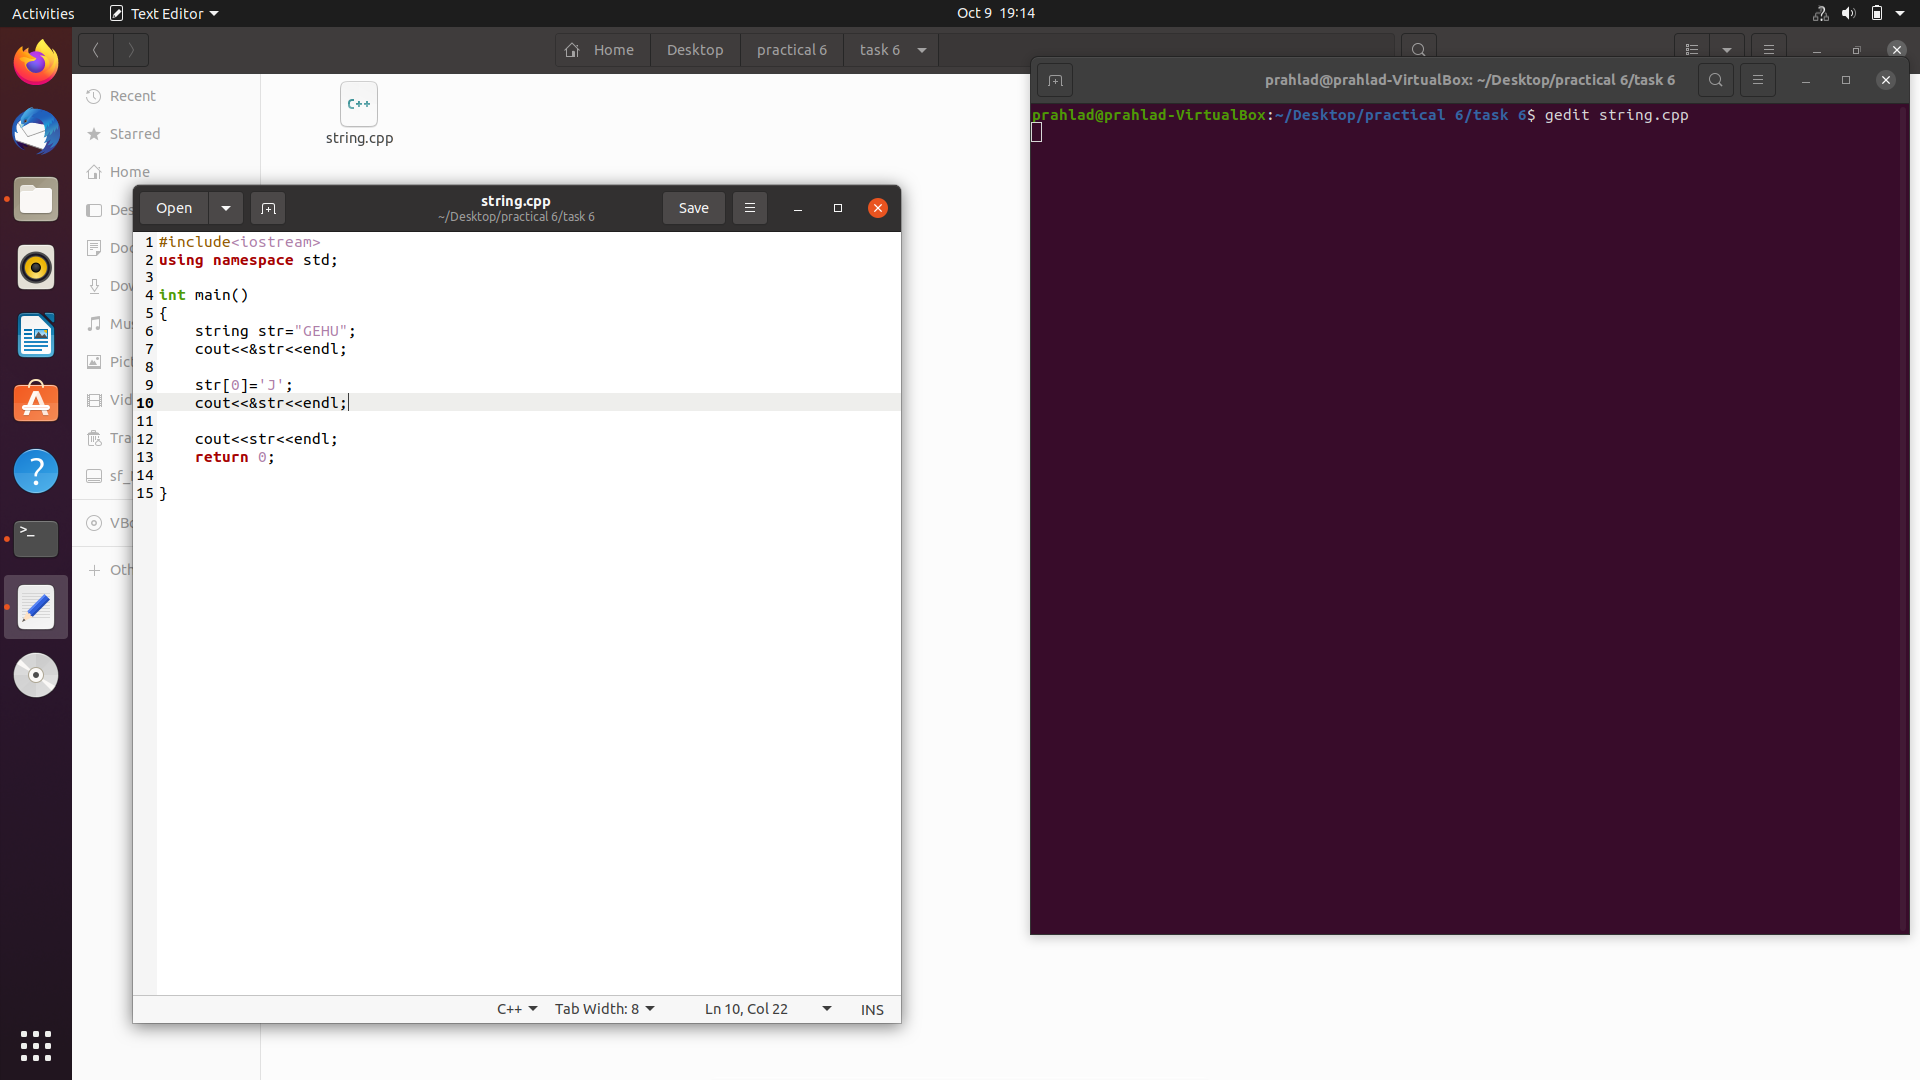 Activities Text Editor Oct 9 19:14
Home Desktop practical 6 task 6
Recent
Starred
Home
Des
Doc
Dow
Mus
Pict
Vid
Tra
sf_
VBo
Oth
C++
string.cpp
Open string.cpp Save
~/Desktop/practical 6/task 6
1 #include<iostream>
2 using namespace std;
3
4 int main()
5 {
6 string str="GEHU";
7 cout<<&str<<endl;
8
9 str[0]='J';
10 cout<<&str<<endl;
11
12 cout<<str<<endl;
13 return 0;
14
15 }
C++ Tab Width: 8 Ln 10, Col 22 INS
prahlad@prahlad-VirtualBox: ~/Desktop/practical 6/task 6
prahlad@prahlad-VirtualBox:~/Desktop/practical 6/task 6$ gedit string.cpp